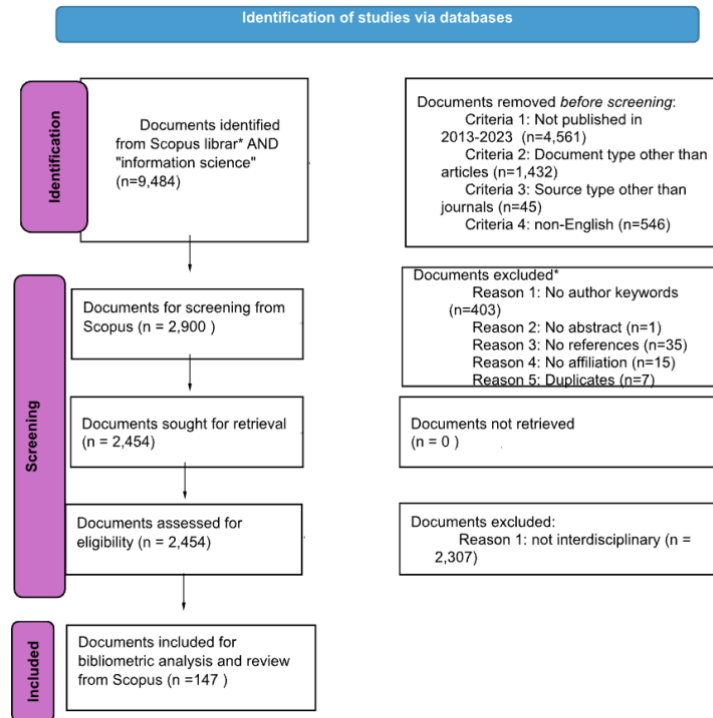 Identification of studies via databases
Identification
Documents identified
from Scopus librar* AND
"information science"
(n=9,484)
Documents removed before screening:
Criteria 1: Not published in
2013-2023 (n=4,561)
Criteria 2: Document type other than
articles (n=1,432)
Criteria 3: Source type other than
journals (n=45)
Criteria 4: non-English (n=546)
Screening
Documents for screening from
Scopus (n = 2,900 )
Documents excluded*
Reason 1: No author keywords
(n=403)
Reason 2: No abstract (n=1)
Reason 3: No references (n=35)
Reason 4: No affiliation (n=15)
Reason 5: Duplicates (n=7)
Documents sought for retrieval
(n = 2,454)
Documents not retrieved
(n = 0 )
Documents assessed for
eligibility (n = 2,454)
Documents excluded:
Reason 1: not interdisciplinary (n =
2,307)
Included
Documents included for
bibliometric analysis and review
from Scopus (n =147 )